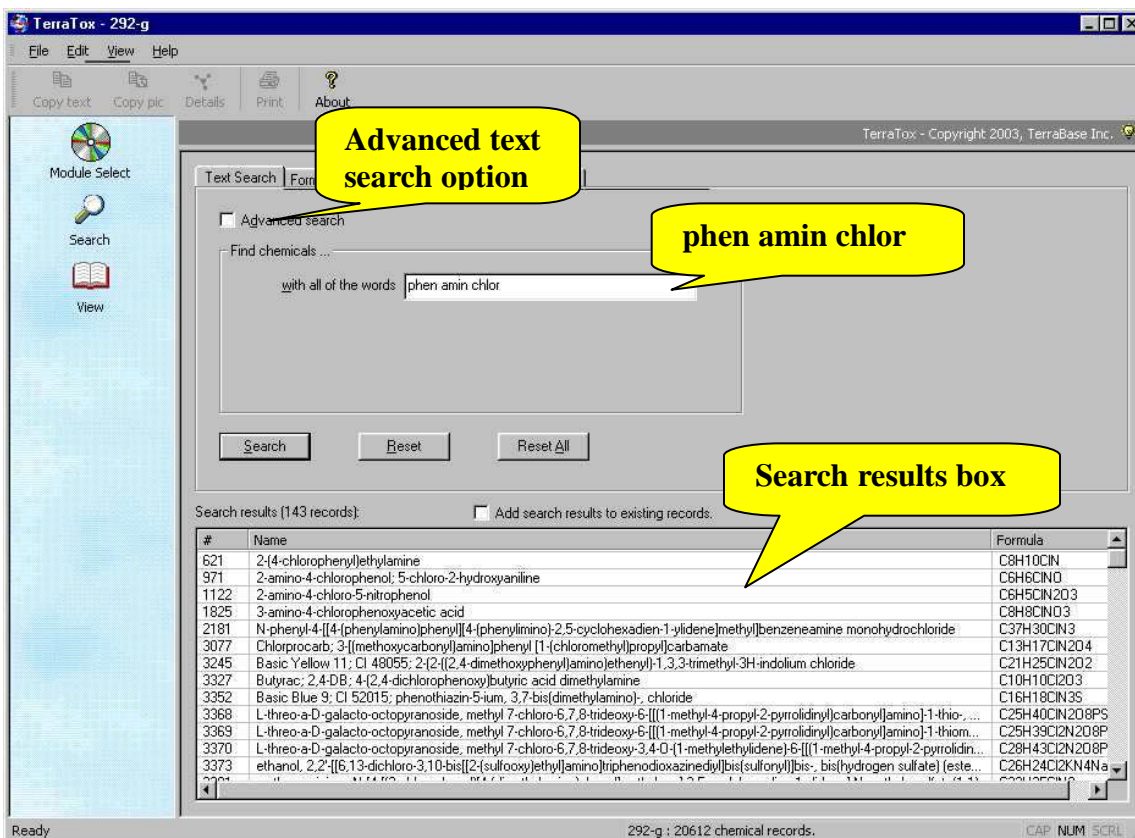 TerraTox - 292-g
File Edit View Help
Copy text Copy pic Details Print About
TerraTox - Copyright 2003, TerraBase Inc.
Advanced text
search option
Module Select
Search
View
Text Search
Advanced search
phen amin chlor
Find chemicals ...
with all of the words phen amin chlor
Search Reset Reset All
Search results box
Search results (143 records): Add search results to existing records.
# Name Formula
621 2-(4-chlorophenyl)ethylamine C8H10ClN
971 2-amino-4-chlorophenol; 5-chloro-2-hydroxyaniline C6H6ClNO
1122 2-amino-4-chloro-5-nitrophenol C6H5ClN2O3
1825 3-amino-4-chlorophenoxyacetic acid C8H8ClNO3
2181 N-phenyl-4-[[4-(phenylamino)phenyl][4-(phenylimino)-2,5-cyclohexadien-1-ylidene]methyl]benzeneamine monohydrochloride C37H30ClN3
3077 Chlorprocarb; 3-[(methoxycarbonyl)amino]phenyl [1-(chloromethyl)propyl]carbamate C13H17ClN2O4
3245 Basic Yellow 11; CI 48055; 2-(2-((2,4-dimethoxyphenyl)amino)ethenyl)-1,3,3-trimethyl-3H-indolium chloride C21H25ClN2O2
3327 Butyrac; 2,4-DB; 4-(2,4-dichlorophenoxy)butyric acid dimethylamine C10H10Cl2O3
3352 Basic Blue 9; CI 52015; phenothiazin-5-ium, 3,7-bis(dimethylamino)-, chloride C16H18ClN3S
3368 L-threo-a-D-galacto-octopyranoside, methyl 7-chloro-6,7,8-trideoxy-6-[[(1-methyl-4-propyl-2-pyrrolidinyl)carbonyl]amino]-1-thio-, ... C25H40ClN2O8PS
3369 L-threo-a-D-galacto-octopyranoside, methyl 7-chloro-6,7,8-trideoxy-6-[[(1-methyl-4-propyl-2-pyrrolidinyl)carbonyl]amino]-1-thiom... C25H39ClN2O8P
3370 L-threo-a-D-galacto-octopyranoside, methyl 7-chloro-6,7,8-trideoxy-3,4-O-(1-methylethylidene)-6-[[(1-methyl-4-propyl-2-pyrrolidin... C28H43ClN2O8P
3373 ethanol, 2,2'-[[6,13-dichloro-3,10-bis[[2-(sulfooxy)ethyl]amino]triphenodioxazinediyl]bis(sulfonyl)]bis-, bis(hydrogen sulfate) (este... C26H24Cl2KN4Na
Ready 292-g : 20612 chemical records. CAP NUM SCRL